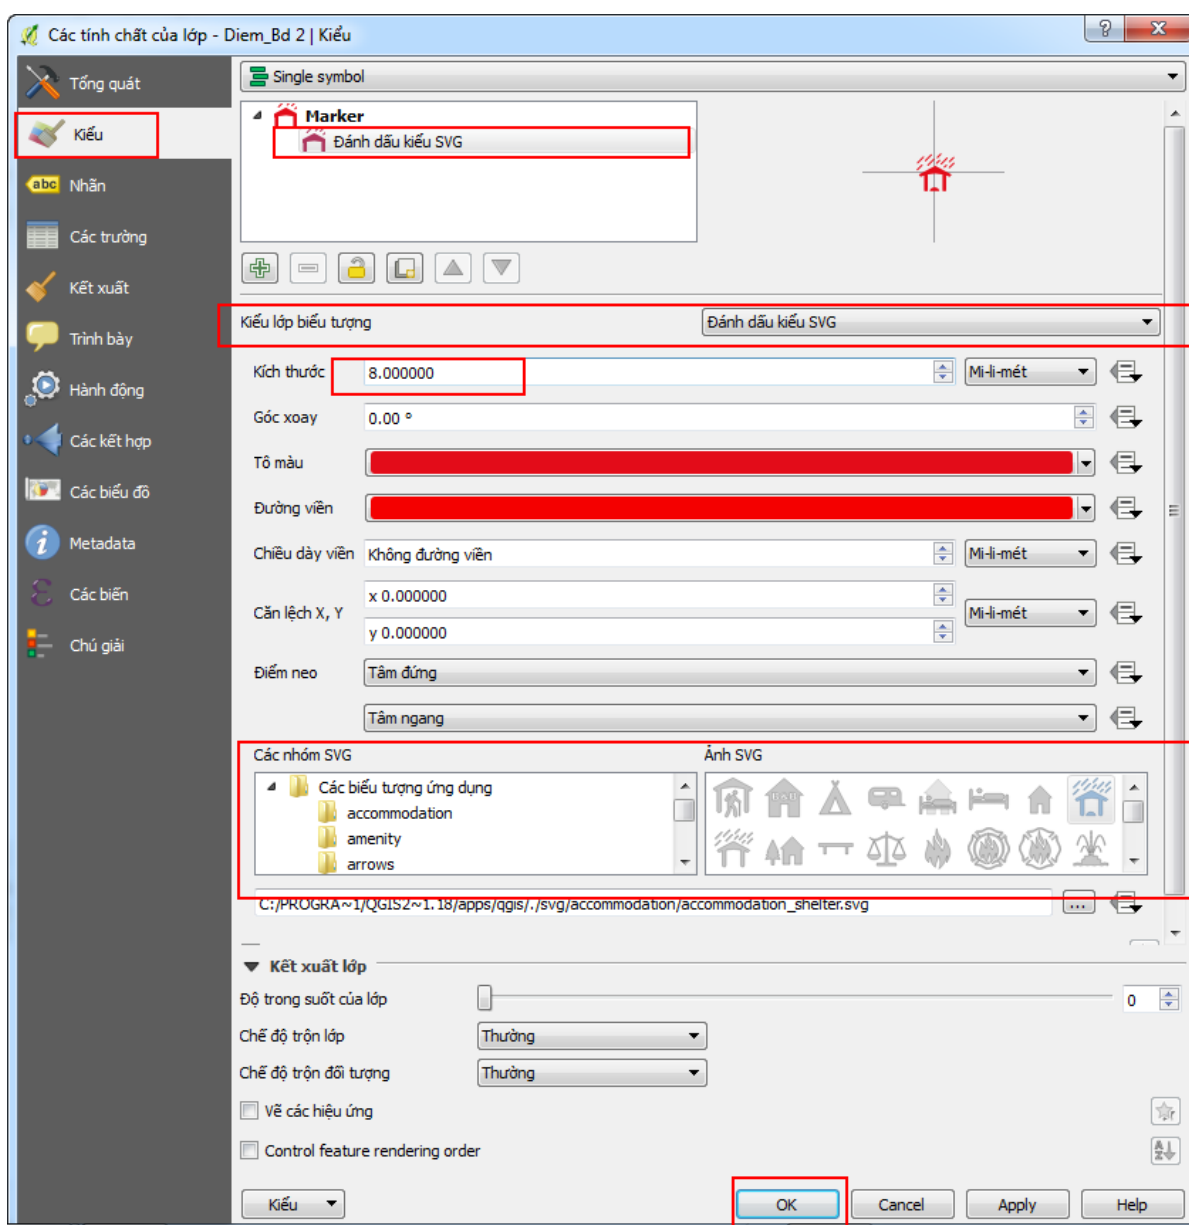 Các tính chất của lớp - Diem_Bd 2 | Kiểu
Tổng quát
Kiểu
abc Nhãn
Các trường
Kết xuất
Trình bày
Hành động
Các kết hợp
Các biểu đồ
Metadata
Các biến
Chú giải
Single symbol
Marker
Đánh dấu kiểu SVG
Kiểu lớp biểu tượng Đánh dấu kiểu SVG
Kích thước 8.000000 Mi-li-mét
Góc xoay 0.00 °
Tô màu
Đường viền
Chiều dày viền Không đường viền Mi-li-mét
Căn lệch X, Y x 0.000000 Mi-li-mét
y 0.000000
Điểm neo Tâm đứng
Tâm ngang
Các nhóm SVG Ảnh SVG
Các biểu tượng ứng dụng
accommodation
amenity
arrows
B&B
C:/PROGRA~1/QGIS2~1.18/apps/qgis/./svg/accommodation/accommodation_shelter.svg ...
Kết xuất lớp
Độ trong suốt của lớp 0
Chế độ trộn lớp Thường
Chế độ trộn đối tượng Thường
Vẽ các hiệu ứng
Control feature rendering order
Kiểu OK Cancel Apply Help